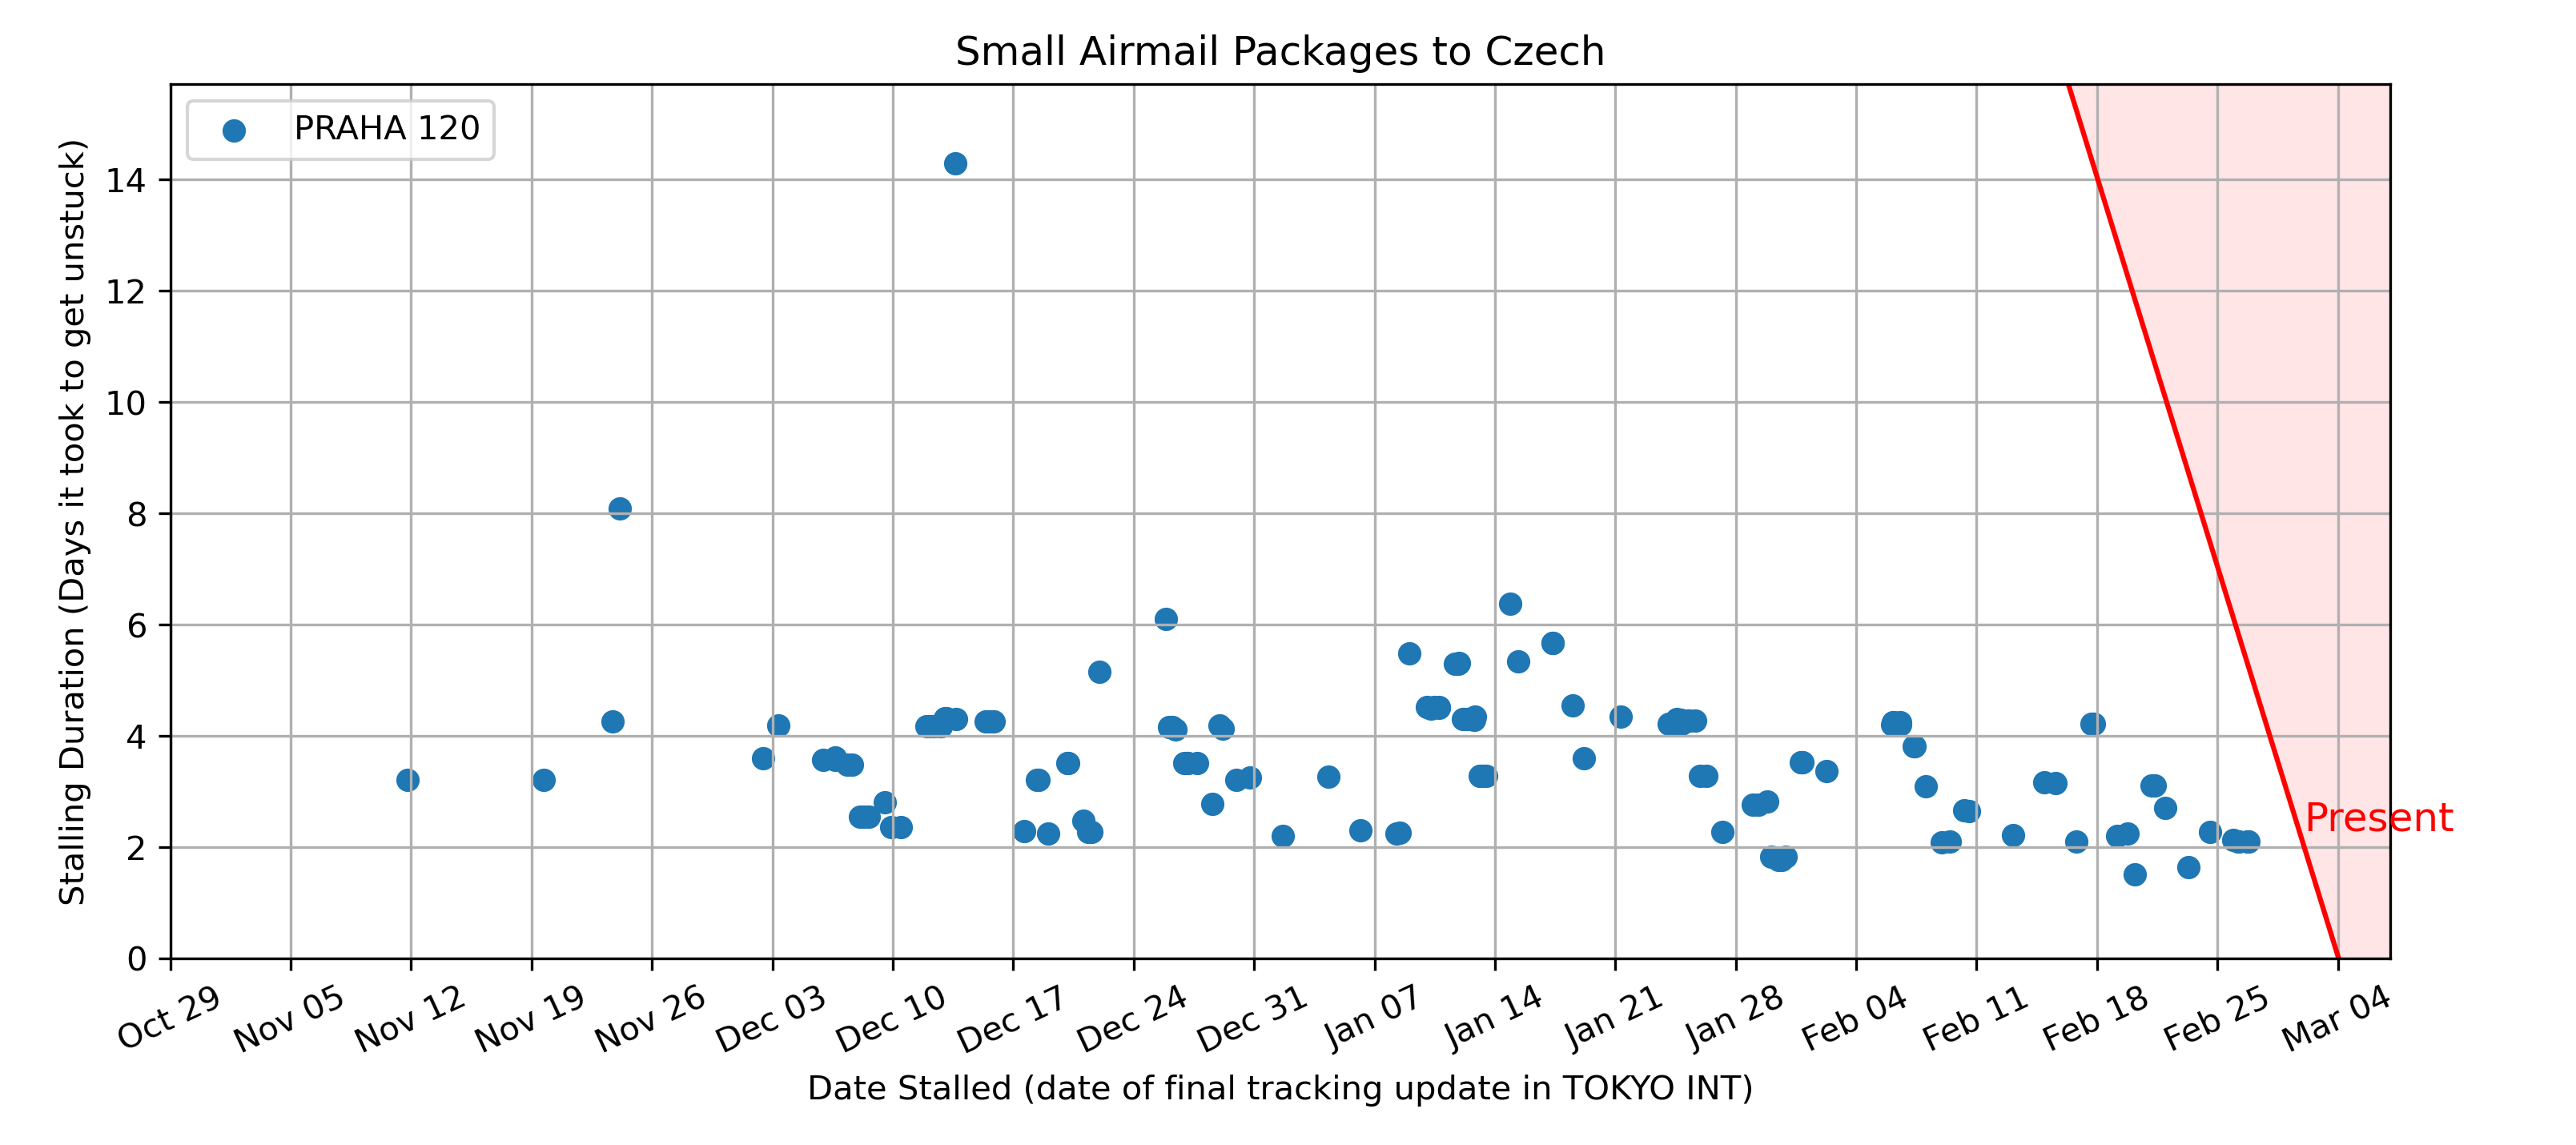 Small Airmail Packages to Czech
PRAHA 120
Stalling Duration (Days it took to get unstuck)
14
12
10
8
6
4
2
0
Present
Oct 29
Nov 05
Nov 12
Nov 19
Nov 26
Dec 03
Dec 10
Dec 17
Dec 24
Dec 31
Jan 07
Jan 14
Jan 21
Jan 28
Feb 04
Feb 11
Feb 18
Feb 25
Mar 04
Date Stalled (date of final tracking update in TOKYO INT)